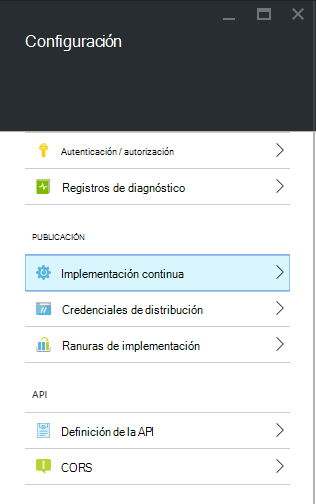 Configuración
Autenticación / autorización
Registros de diagnóstico
PUBLICACIÓN
Implementación continua
Credenciales de distribución
Ranuras de implementación
API
Definición de la API
CORS